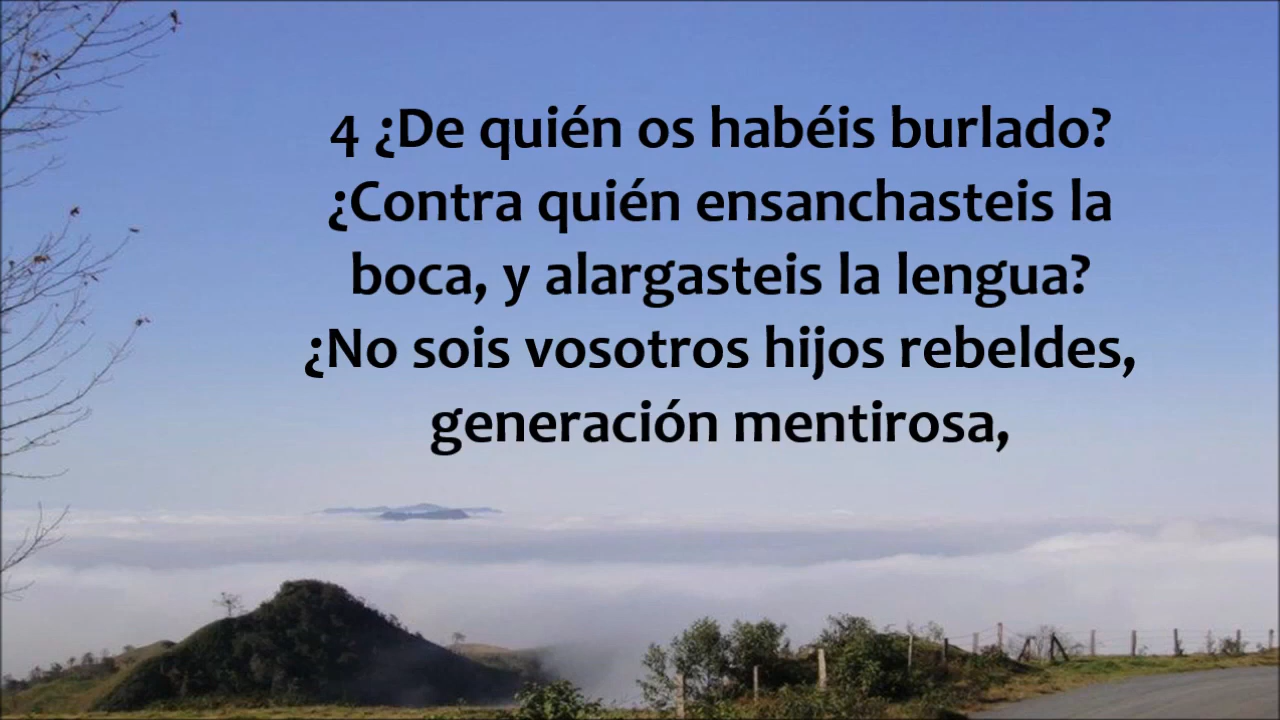 4 ¿De quién os habéis burlado?
¿Contra quién ensanchasteis la
boca, y alargasteis la lengua?
¿No sois vosotros hijos rebeldes,
generación mentirosa,